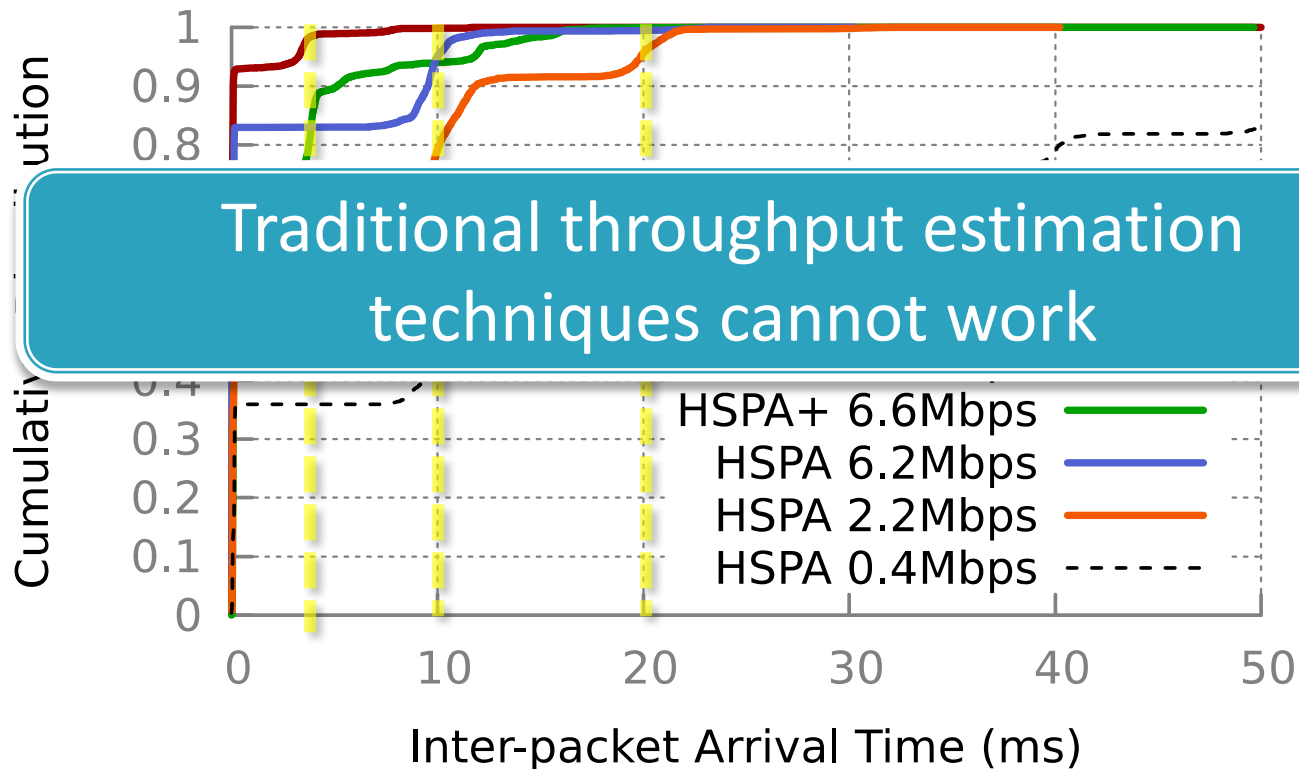 1
0.9
0.8
Traditional throughput estimation
techniques cannot work
0.4
0.3
0.2
0.1
0
HSPA+ 6.6Mbps
HSPA 6.2Mbps
HSPA 2.2Mbps
HSPA 0.4Mbps
0 10 20 30 40 50
Inter-packet Arrival Time (ms)